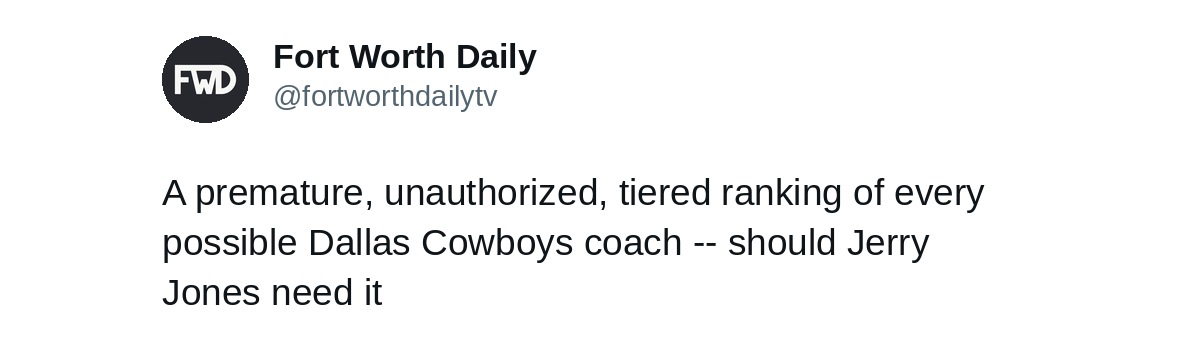 FWD
Fort Worth Daily
@fortworthdailytv
A premature, unauthorized, tiered ranking of every
possible Dallas Cowboys coach -- should Jerry
Jones need it